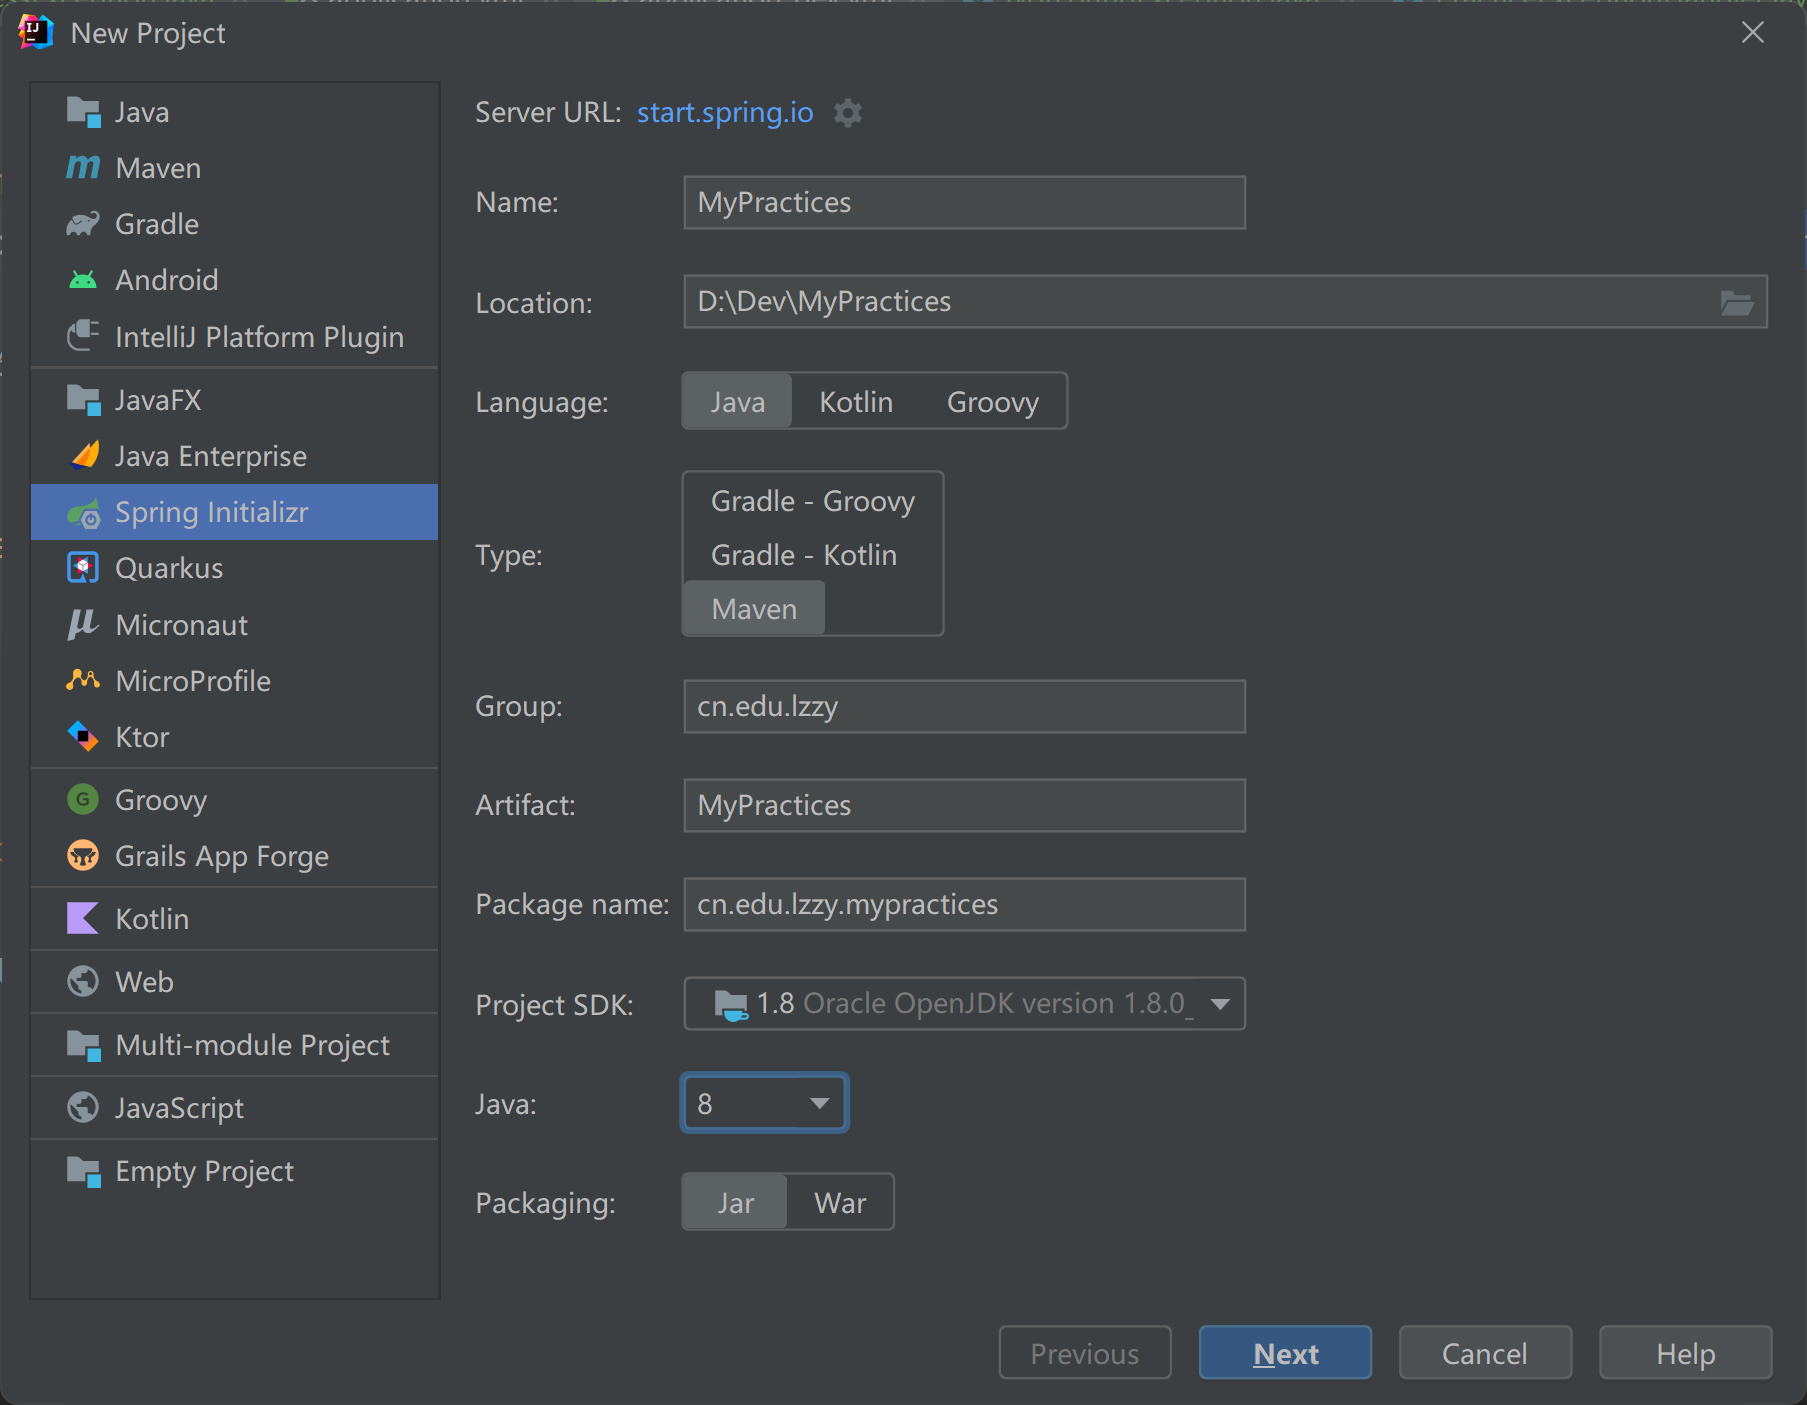 New Project
Java
Maven
Gradle
Android
IntelliJ Platform Plugin
JavaFX
Java Enterprise
Spring Initializr
Quarkus
Micronaut
MicroProfile
Ktor
Groovy
Grails App Forge
Kotlin
Web
Multi-module Project
JavaScript
Empty Project
Server URL: start.spring.io
Name: MyPractices
Location: D:\Dev\MyPractices
Language: Java Kotlin Groovy
Type:
Gradle - Groovy
Gradle - Kotlin
Maven
Group: cn.edu.lzzy
Artifact: MyPractices
Package name: cn.edu.lzzy.mypractices
Project SDK: 1.8 Oracle OpenJDK version 1.8.0_
Java: 8
Packaging: Jar War
Previous Next Cancel Help